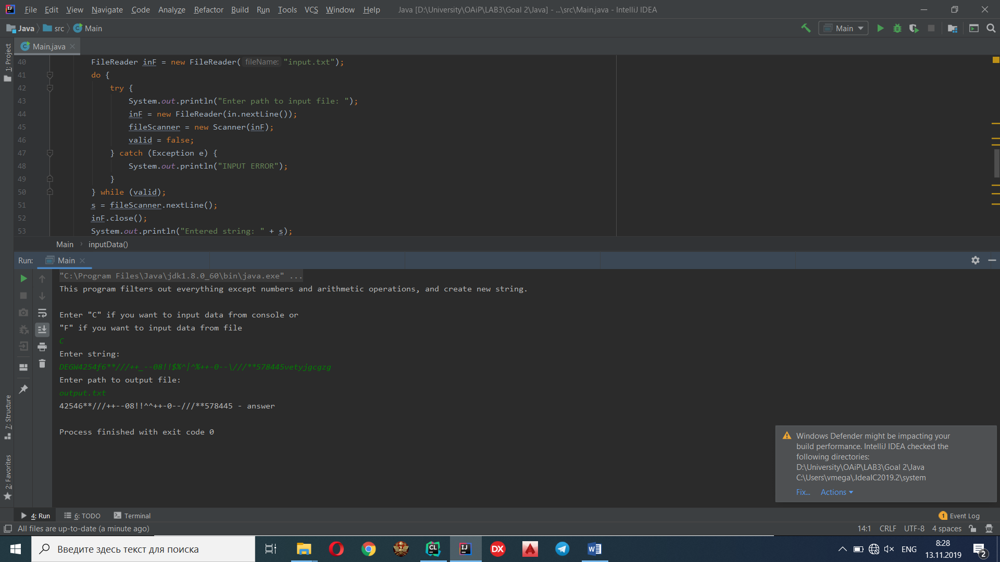 File Edit View Navigate Code Analyze Refactor Build Run Tools VCS Window Help Java [D:\University\OAiP\LAB3\Goal 2\Java] - ...\src\Main.java - IntelliJ IDEA
Java src Main Main
Main.java
1: Project
40 FileReader inF = new FileReader( fileName: "input.txt");
41 do {
42 try {
43 System.out.println("Enter path to input file: ");
44 inF = new FileReader(in.nextLine());
45 fileScanner = new Scanner(inF);
46 valid = false;
47 } catch (Exception e) {
48 System.out.println("INPUT ERROR");
49 }
50 } while (valid);
51 s = fileScanner.nextLine();
52 inF.close();
53 System.out.println("Entered string: " + s);
Main inputData()
Run: Main
"C:\Program Files\Java\jdk1.8.0_60\bin\java.exe" ...
This program filters out everything except numbers and arithmetic operations, and create new string.
Enter "C" if you want to input data from console or
"F" if you want to input data from file
C
Enter string:
DEGW4254f6**///++_--08!!$%^|^%++-0--\///**578445vetyjgcgzg
Enter path to output file:
output.txt
42546**///++--08!!^^++-0--///**578445 - answer
Process finished with exit code 0
7: Structure
2: Favorites
Windows Defender might be impacting your
build performance. IntelliJ IDEA checked the
following directories:
D:\University\OAiP\LAB3\Goal 2\Java
C:\Users\vmega\.IdeaIC2019.2\system
Fix... Actions
4: Run 6: TODO Terminal 1 Event Log
All files are up-to-date (a minute ago) 14:1 CRLF UTF-8 4 spaces
Введите здесь текст для поиска CL IJ DX W ENG 8:28
13.11.2019 2